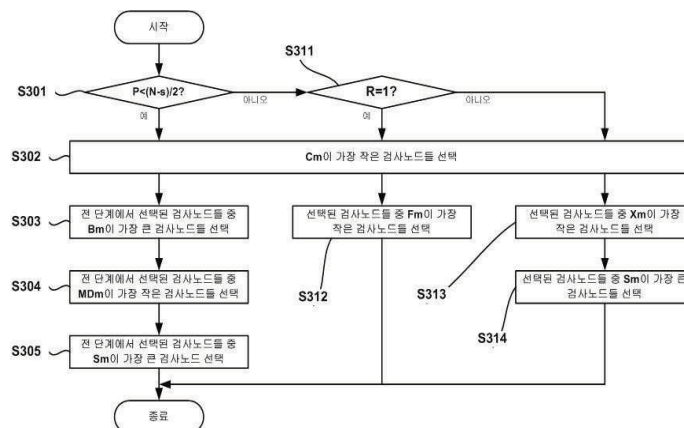 시작
S311
S301
P<(N-s)/2?
아니오
R=1?
아니오
예
예
S302
Cm이 가장 작은 검사노드들 선택
S303
전 단계에서 선택된 검사노드들 중
Bm이 가장 큰 검사노드들 선택
선택된 검사노드들 중 Fm이 가장
작은 검사노드들 선택
선택된 검사노드들 중 Xm이 가장
작은 검사노드들 선택
S304
전 단계에서 선택된 검사노드들 중
MDm이 가장 작은 검사노드들 선택
S312
S313
선택된 검사노드들 중 Sm이 가장 큰
검사노드들 선택
S305
전 단계에서 선택된 검사노드들 중
Sm이 가장 큰 검사노드 선택
S314
종료